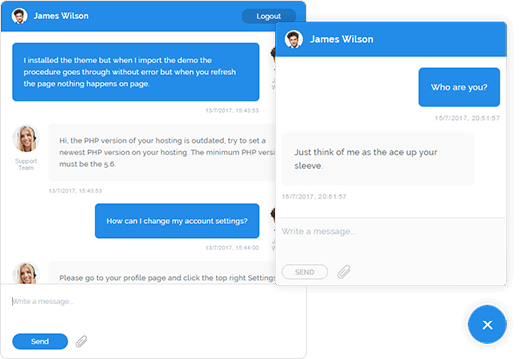 James Wilson
Logout
I installed the theme but when I import the demo the
procedure goes through without error but when you refresh
the page nothing happens on page.
13/7/2017, 15:43:53
Support
Team
Hi, the PHP version of your hosting is outdated, try to set a
newest PHP version on your hosting. The minimum PHP versi
must be the 5.6.
13/7/2017, 15:43:53
How can I change my account settings?
13/7/2017, 15:44:00
Please go to your profile page and click the top right Settings
Write a message...
Send
James Wilson
Who are you?
15/7/2017, 20:51:57
Just think of me as the ace up your
sleeve.
15/7/2017, 20:51:57
Write a message...
SEND